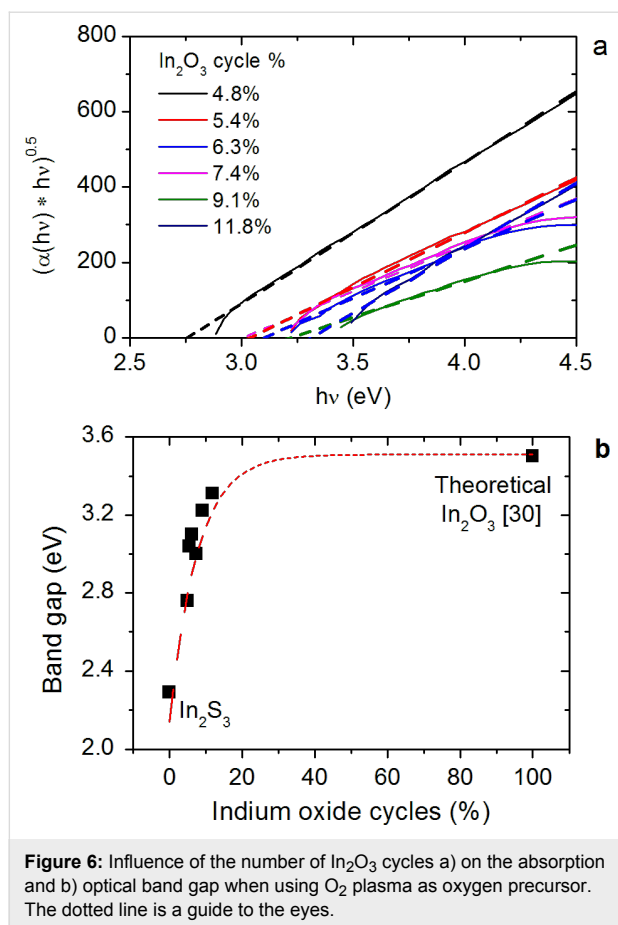 800
600
400
200
0
(α(hν) * hν)^0.5
a
In₂O₃ cycle %
4.8%
5.4%
6.3%
7.4%
9.1%
11.8%
2.5 3.0 3.5 4.0 4.5
hν (eV)
b
3.6
3.2
2.8
2.4
2.0
Band gap (eV)
Theoretical
In₂O₃ [30]
In₂S₃
0 20 40 60 80 100
Indium oxide cycles (%)
Figure 6: Influence of the number of In₂O₃ cycles a) on the absorption
and b) optical band gap when using O₂ plasma as oxygen precursor.
The dotted line is a guide to the eyes.